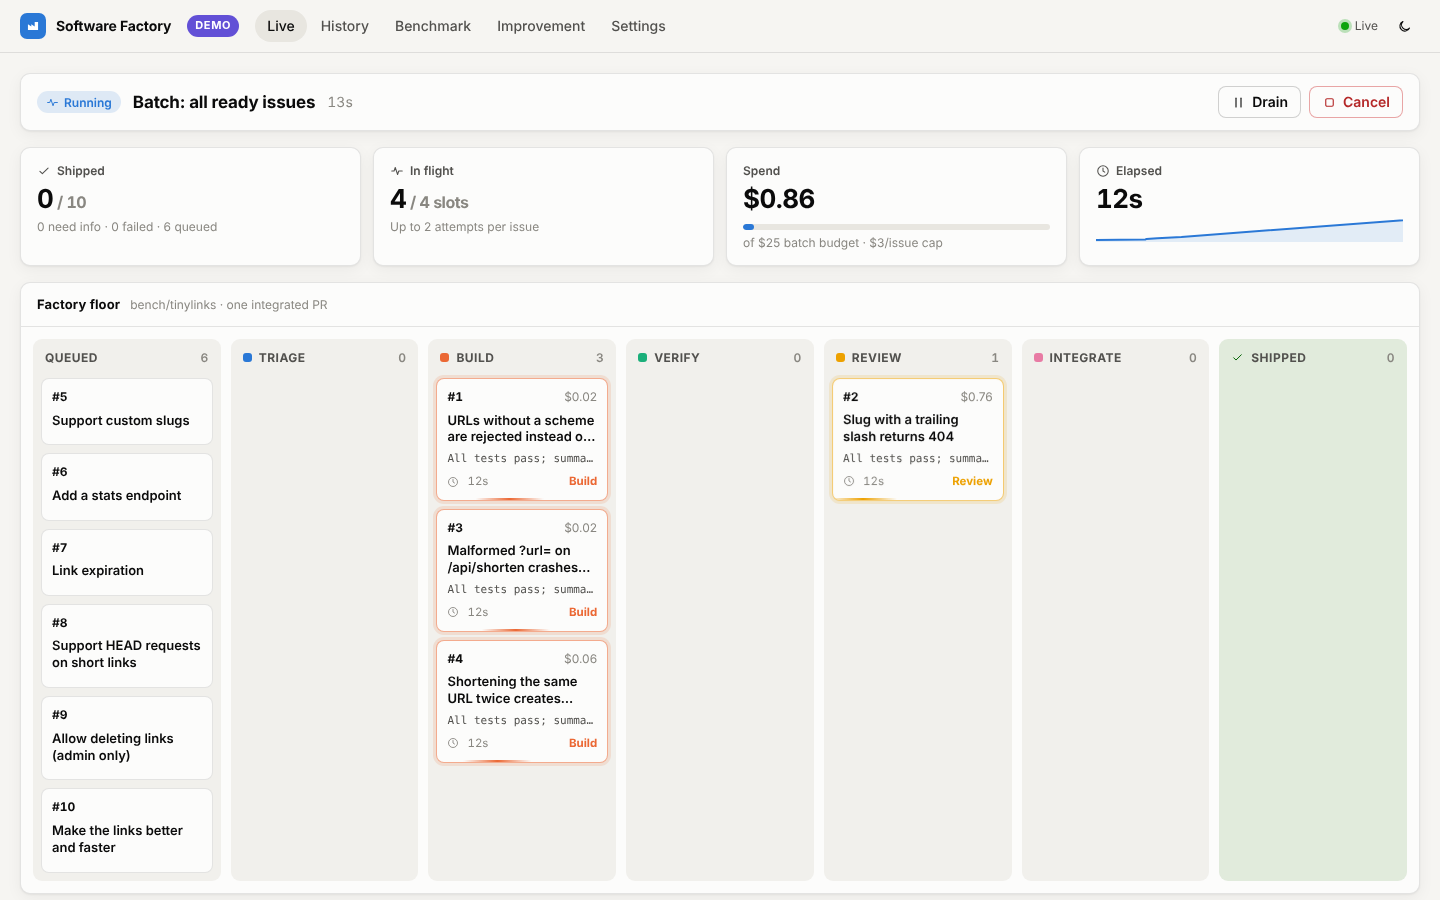 Software Factory DEMO Live History Benchmark Improvement Settings Live
Running Batch: all ready issues 13s Drain Cancel
Shipped
0 / 10
0 need info · 0 failed · 6 queued
In flight
4 / 4 slots
Up to 2 attempts per issue
Spend
$0.86
of $25 batch budget · $3/issue cap
Elapsed
12s
Factory floor bench/tinylinks · one integrated PR
QUEUED 6
#5
Support custom slugs
#6
Add a stats endpoint
#7
Link expiration
#8
Support HEAD requests
on short links
#9
Allow deleting links
(admin only)
#10
Make the links better
and faster
TRIAGE 0
BUILD 3
#1 $0.02
URLs without a scheme
are rejected instead o...
All tests pass; summa…
12s Build
#3 $0.02
Malformed ?url= on
/api/shorten crashes...
All tests pass; summa…
12s Build
#4 $0.06
Shortening the same
URL twice creates...
All tests pass; summa…
12s Build
VERIFY 0
REVIEW 1
#2 $0.76
Slug with a trailing
slash returns 404
All tests pass; summa…
12s Review
INTEGRATE 0
SHIPPED 0